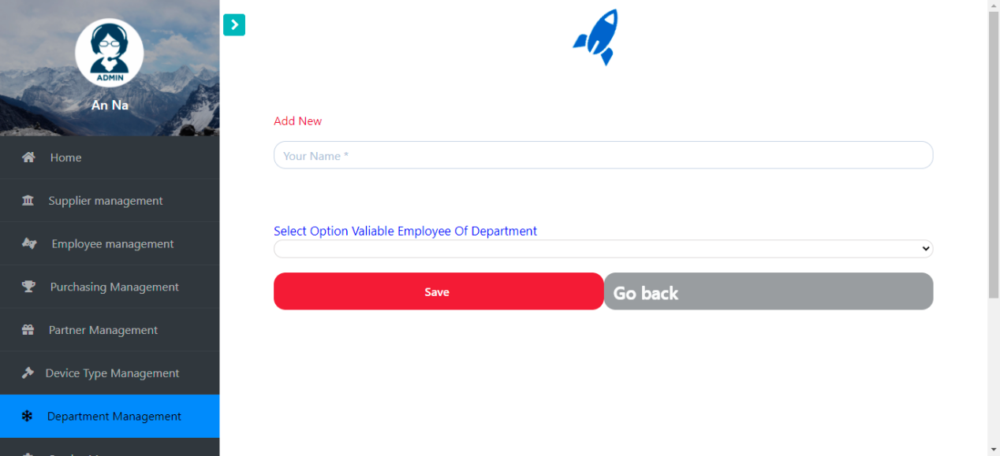 ADMIN
An Na
Home
Supplier management
Employee management
Purchasing Management
Partner Management
Device Type Management
Department Management
Add New
Your Name *
Select Option Valiable Employee Of Department
Save
Go back